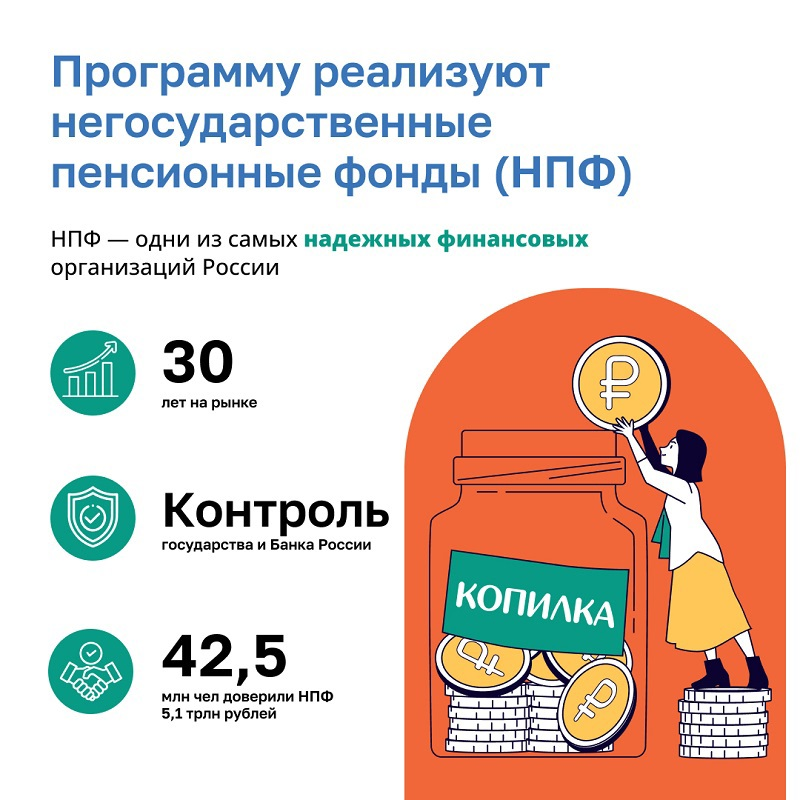 Программу реализуют
негосударственные
пенсионные фонды (НПФ)
НПФ — одни из самых надежных финансовых
организаций России
30
лет на рынке
Контроль
государства и Банка России
42,5
млн чел доверили НПФ
5,1 трлн рублей
КОПИЛКА